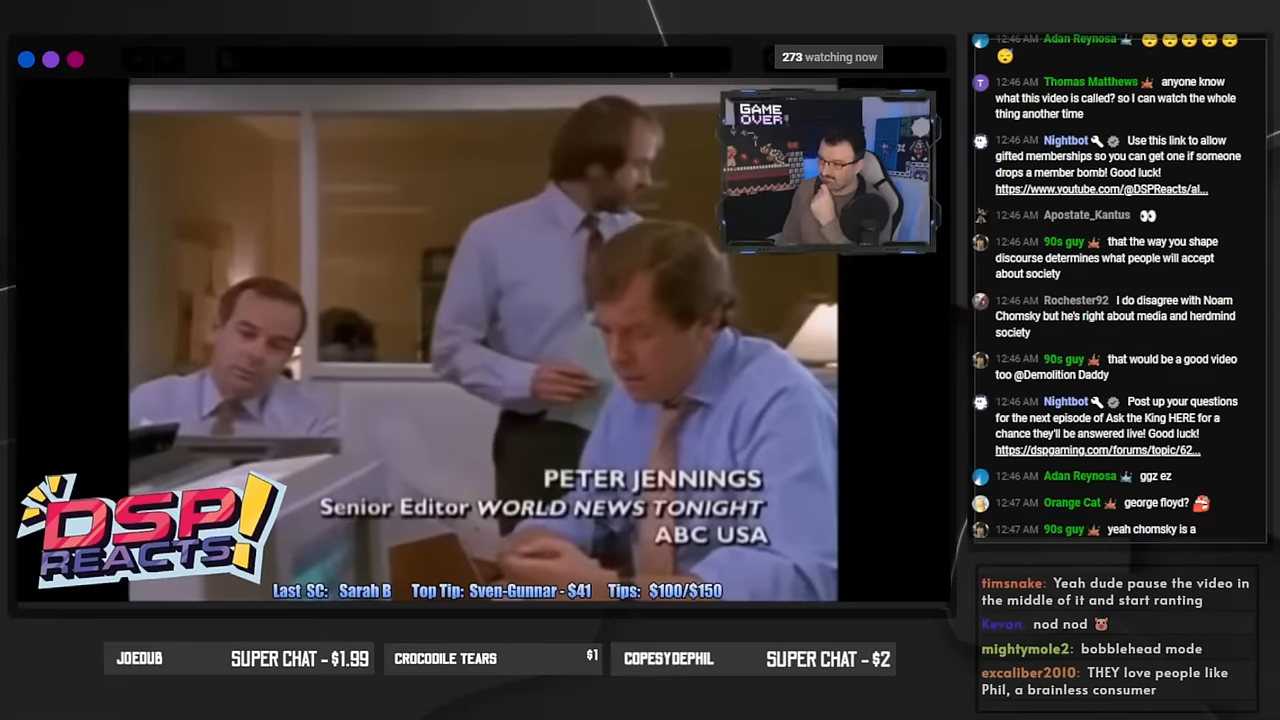 273 watching now
GAME
OVER
PETER JENNINGS
Senior Editor WORLD NEWS TONIGHT
ABC USA
DSP
REACTS!
Last SC: Sarah B Top Tip: Sven-Gunnar - $41 Tips: $100/$150
JOEDUB SUPER CHAT - $1.99
CROCODILE TEARS $1
COPESYDEPHIL SUPER CHAT - $2
12:46 AM Adan Reynosa
T 12:46 AM Thomas Matthews anyone know
what this video is called? so I can watch the whole
thing another time
12:46 AM Nightbot Use this link to allow
gifted memberships so you can get one if someone
drops a member bomb! Good luck!
https://www.youtube.com/@DSPReacts/al...
12:46 AM Apostate_Kantus
12:46 AM 90s guy that the way you shape
discourse determines what people will accept
about society
12:46 AM Rochester92 I do disagree with Noam
Chomsky but he's right about media and herdmind
society
12:46 AM 90s guy that would be a good video
too @Demolition Daddy
12:46 AM Nightbot Post up your questions
for the next episode of Ask the King HERE for a
chance they'll be answered live! Good luck!
https://dspgaming.com/forums/topic/62...
12:46 AM Adan Reynosa ggz ez
12:47 AM Orange Cat george floyd?
12:47 AM 90s guy yeah chomsky is a
timsnake: Yeah dude pause the video in
the middle of it and start ranting
Kevan: nod nod
mightymole2: bobblehead mode
excaliber2010: THEY love people like
Phil, a brainless consumer